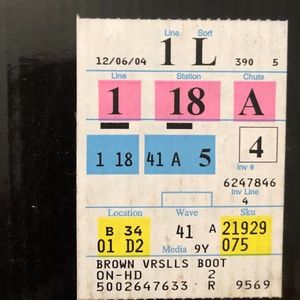 Line. Sort
1 L
12/06/04 390 5
Line Station Chute
1 18 A
1 18 41 A 5 4
Inv #
6247846
Inv Line
4
Location Wave Sku
B 34 41 A 21929
01 D2 Media 9Y 075
BROWN VRSLLS BOOT
ON-HD 2
5002647633 R 9569